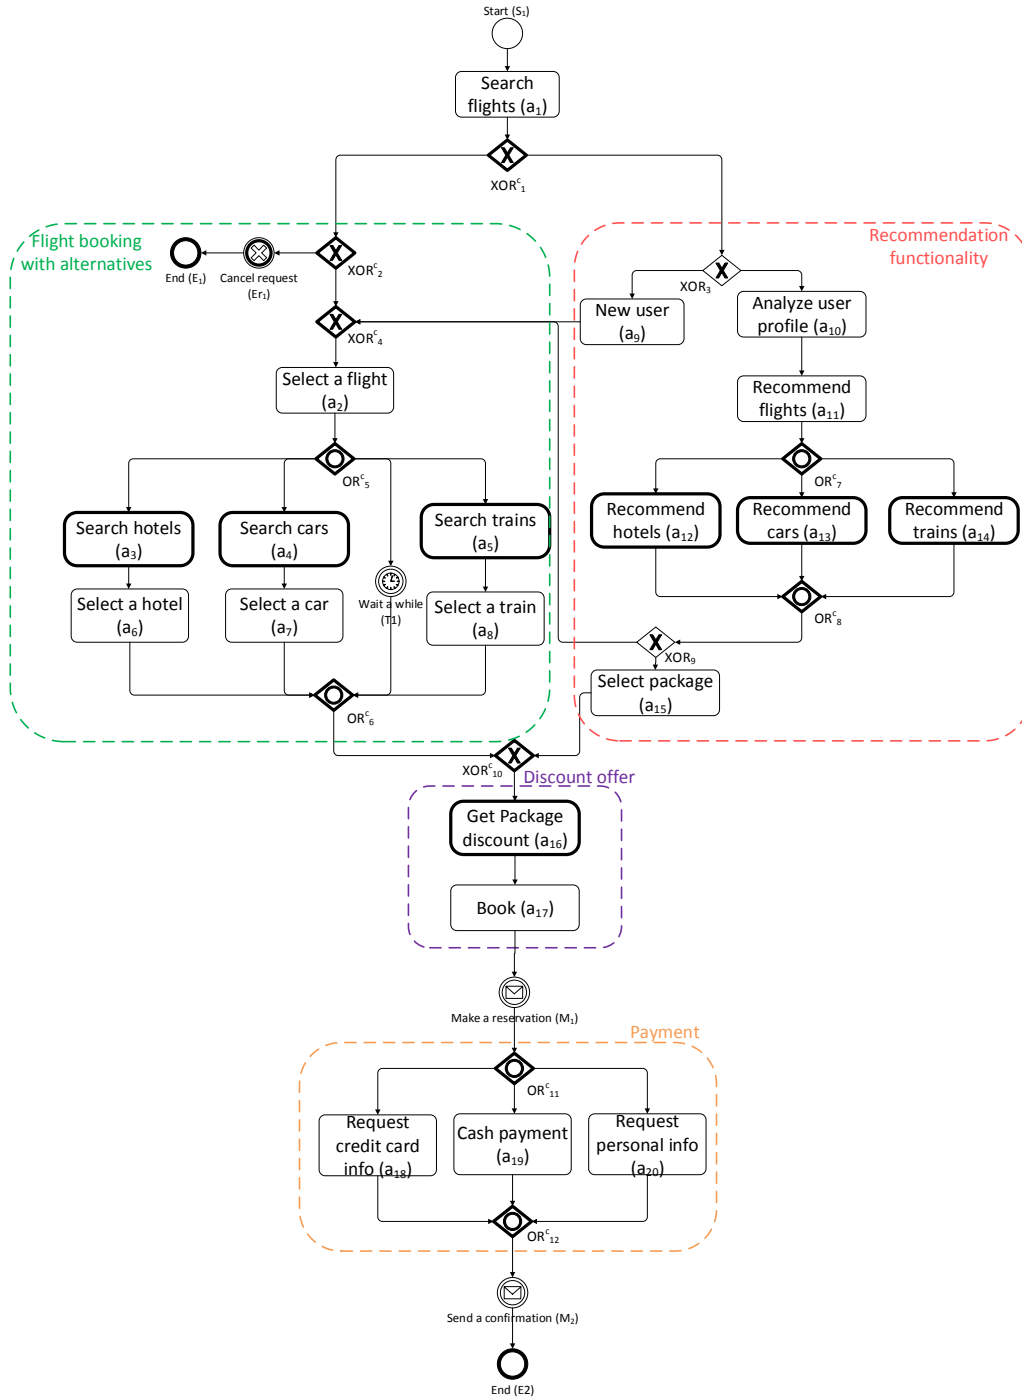 Start (S1)
Search
flights (a1)
X
XORc1
Flight booking
with alternatives
Recommendation
functionality
X
End (E1)
Cancel request
(Er1)
XORc2
X
XOR3
New user
(a9)
Analyze user
profile (a10)
X
XORc4
Select a flight
(a2)
Recommend
flights (a11)
ORc5
ORc7
Search hotels
(a3)
Search cars
(a4)
Search trains
(a5)
Recommend
hotels (a12)
Recommend
cars (a13)
Recommend
trains (a14)
Select a hotel
(a6)
Select a car
(a7)
Wait a while
(T1)
Select a train
(a8)
ORc8
X
XOR9
Select package
(a15)
ORc6
X
XORc10
Discount offer
Get Package
discount (a16)
Book (a17)
Make a reservation (M1)
Payment
ORc11
Request
credit card
info (a18)
Cash payment
(a19)
Request
personal info
(a20)
ORc12
Send a confirmation (M2)
End (E2)